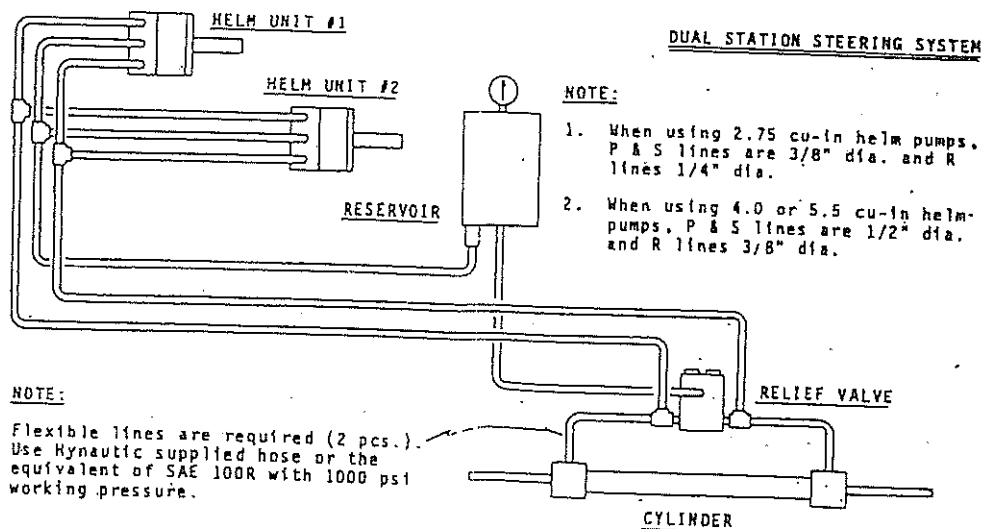 HELM UNIT #1
DUAL STATION STEERING SYSTEM
HELM UNIT #2
NOTE:
1. When using 2.75 cu-in helm pumps,
P & S lines are 3/8" dia. and R
lines 1/4" dia.
RESERVOIR
2. When using 4.0 or 5.5 cu-in helm-
pumps, P & S lines are 1/2" dia.
and R lines 3/8" dia.
NOTE:
RELIEF VALVE
Flexible lines are required (2 pcs.).
Use Hynautic supplied hose or the
equivalent of SAE 100R with 1000 psi
working pressure.
CYLINDER